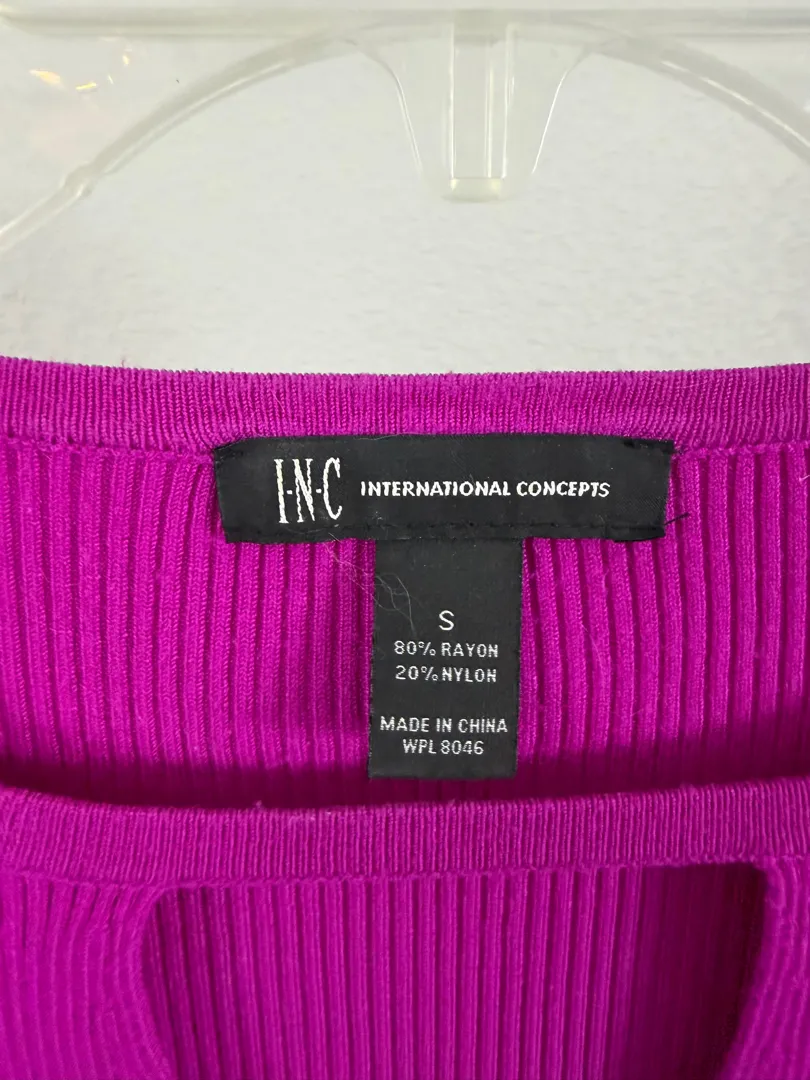 I·N·C INTERNATIONAL CONCEPTS
S
80% RAYON
20% NYLON
MADE IN CHINA
WPL 8046